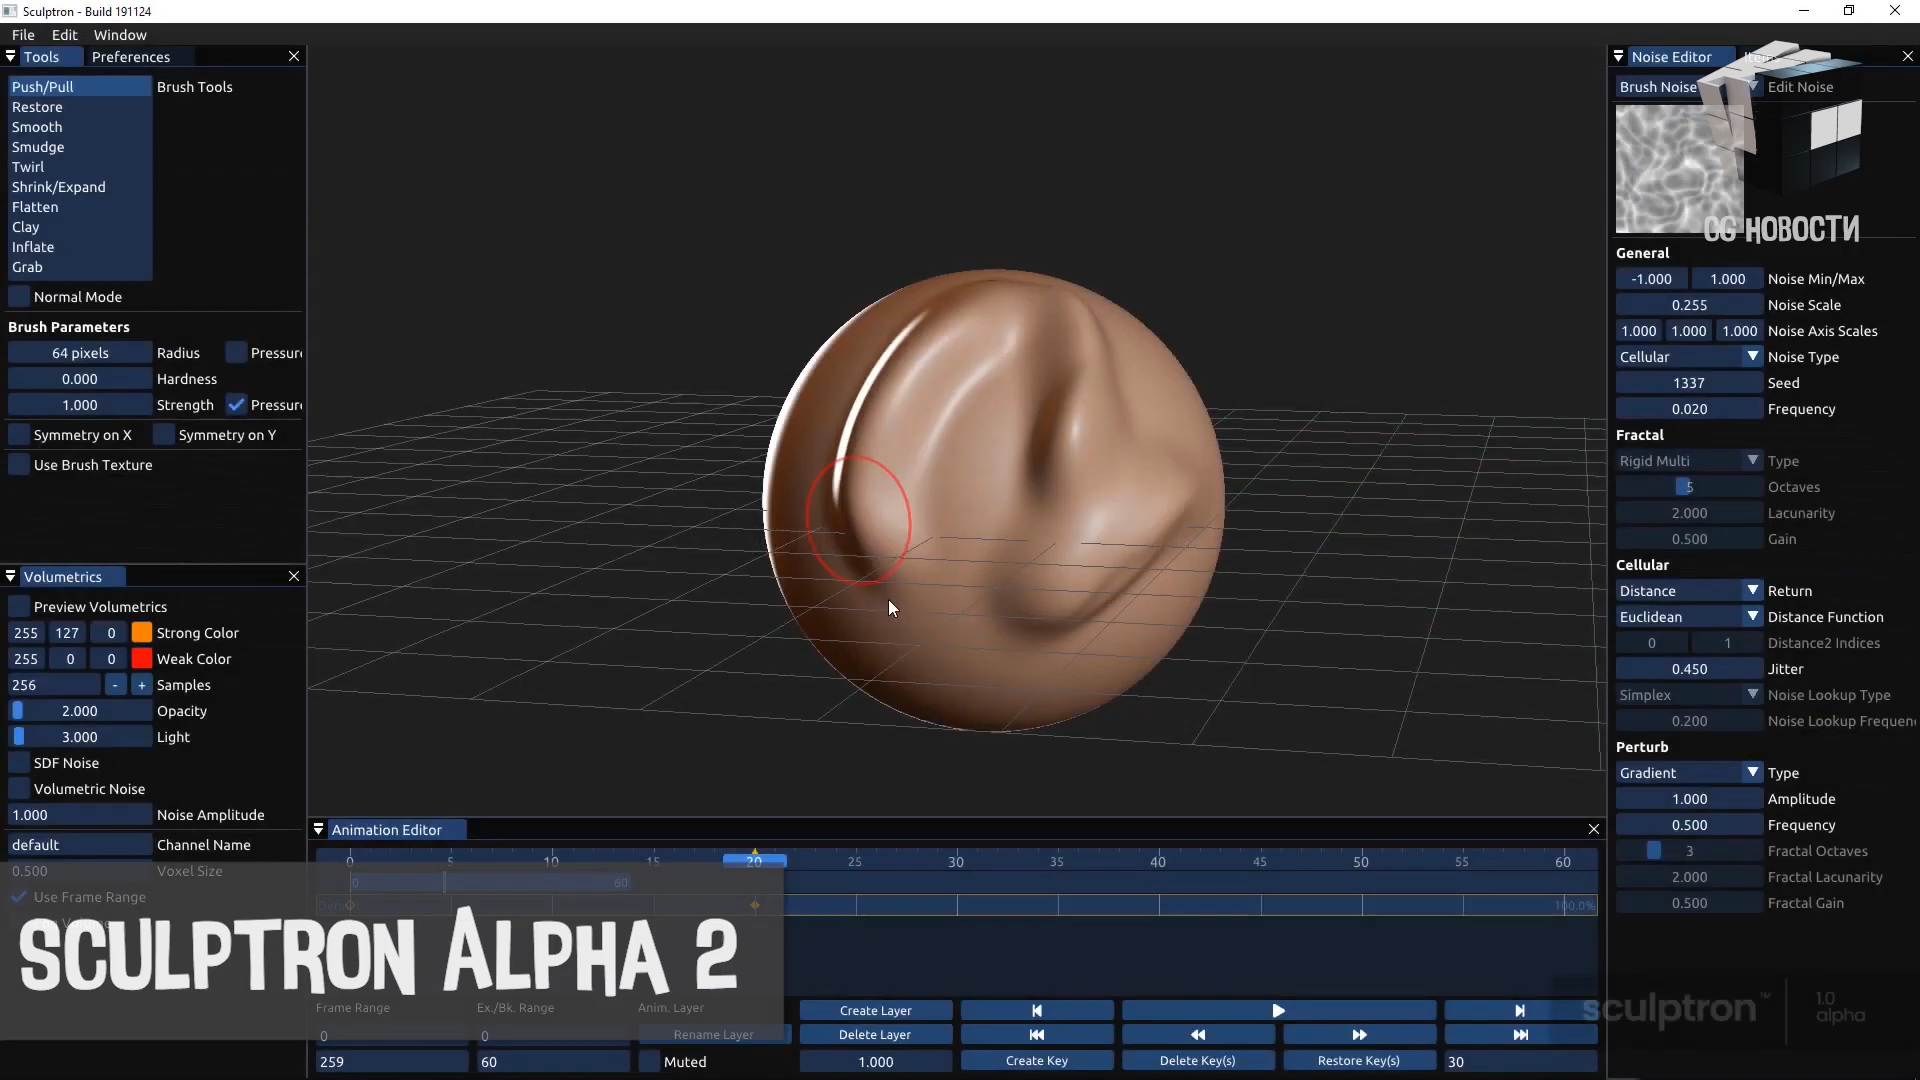 Sculptron - Build 191124
File Edit Window
Tools Preferences
Push/Pull Brush Tools
Restore
Smooth
Smudge
Twirl
Shrink/Expand
Flatten
Clay
Inflate
Grab
Normal Mode
Brush Parameters
64 pixels Radius Pressure
0.000 Hardness
1.000 Strength Pressure
Symmetry on X Symmetry on Y
Use Brush Texture
Volumetrics
Preview Volumetrics
255 127 0 Strong Color
255 0 0 Weak Color
256 - + Samples
2.000 Opacity
3.000 Light
SDF Noise
Volumetric Noise
1.000 Noise Amplitude
default Channel Name
0.500 Voxel Size
Use Frame Range
SCULPTRON ALPHA 2
Animation Editor
0 5 10 15 20 25 30 35 40 45 50 55 60
0 60
100.0%
Frame Range Ex./Bk. Range Anim. Layer Create Layer
0 0 Rename Layer Delete Layer
259 60 Muted 1.000 Create Key Delete Key(s) Restore Key(s) 30
Noise Editor Items
Brush Noise Edit Noise
CG НОВОСТИ
General
-1.000 1.000 Noise Min/Max
0.255 Noise Scale
1.000 1.000 1.000 Noise Axis Scales
Cellular Noise Type
1337 Seed
0.020 Frequency
Fractal
Rigid Multi Type
5 Octaves
2.000 Lacunarity
0.500 Gain
Cellular
Distance Return
Euclidean Distance Function
0 1 Distance2 Indices
0.450 Jitter
Simplex Noise Lookup Type
0.200 Noise Lookup Frequen
Perturb
Gradient Type
1.000 Amplitude
0.500 Frequency
3 Fractal Octaves
2.000 Fractal Lacunarity
0.500 Fractal Gain
sculptron™ 1.0
alpha